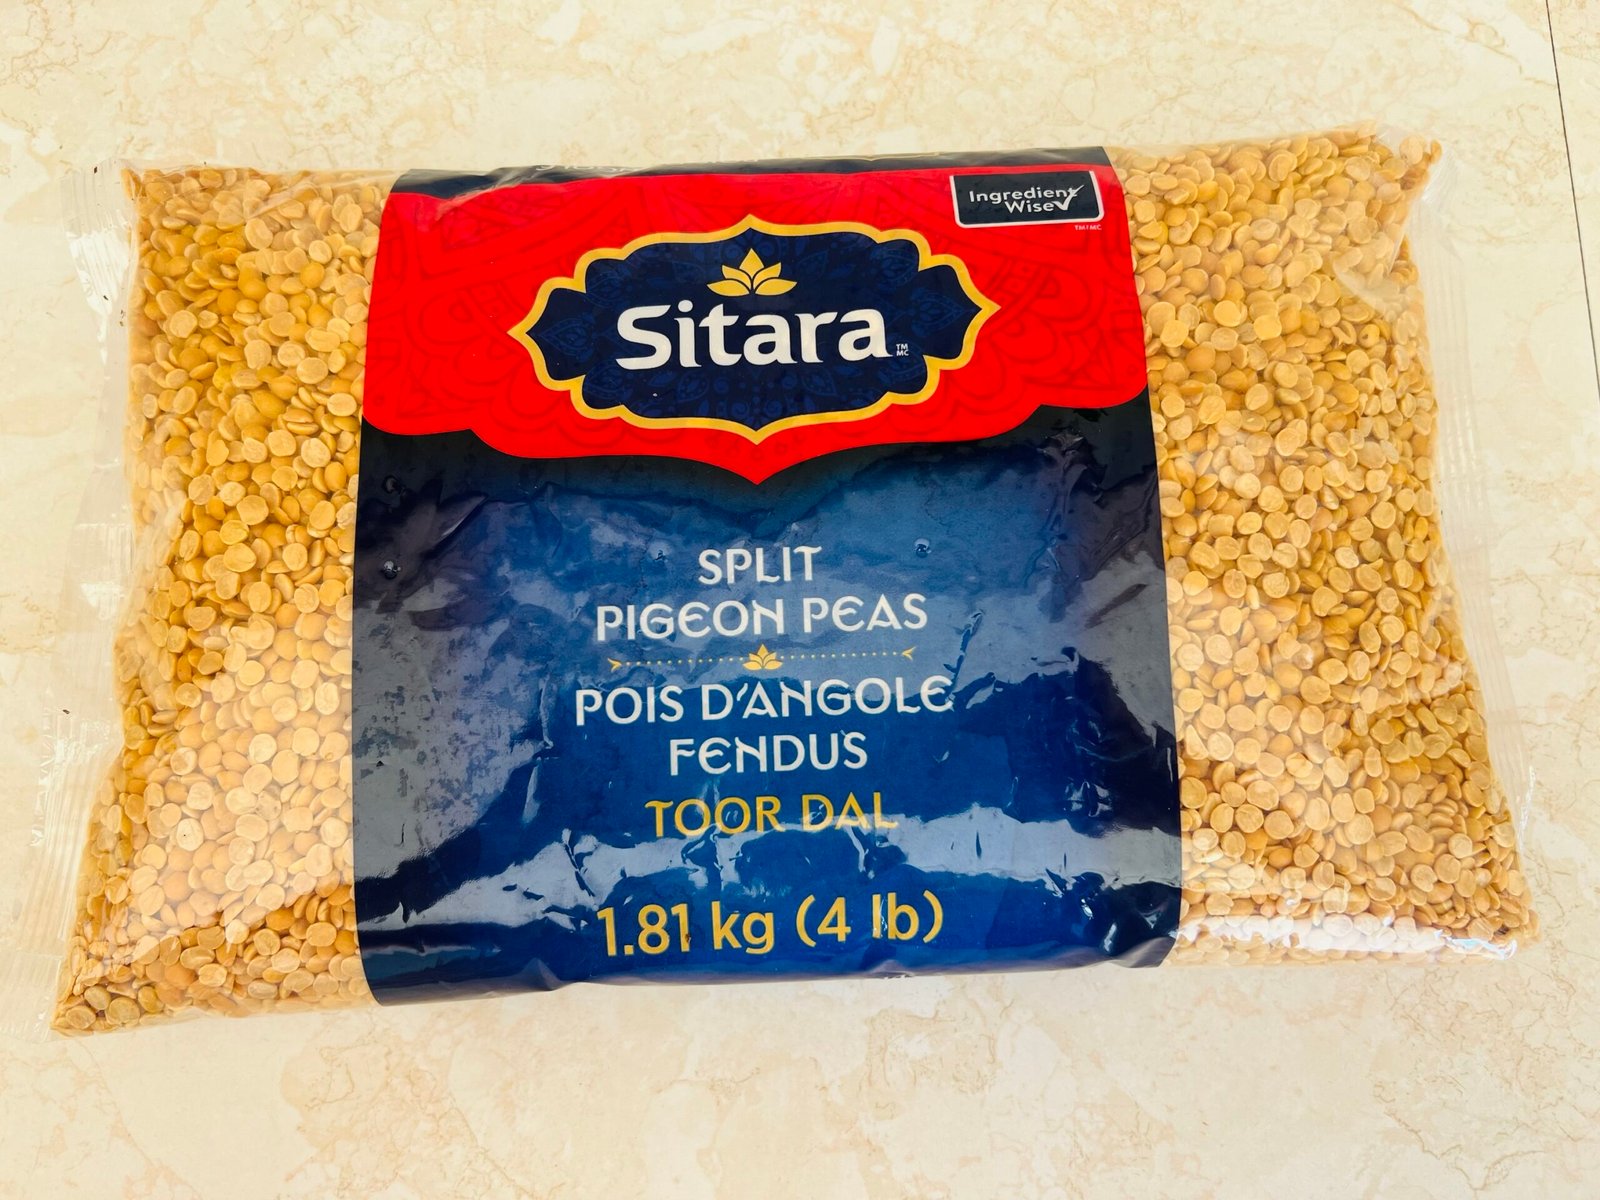 Ingredient
Wise
TM/MC
Sitara
TM
MC
SPLIT
PIGEON PEAS
POIS D'ANGOLE
FENDUS
TOOR DAL
1.81 kg (4 lb)